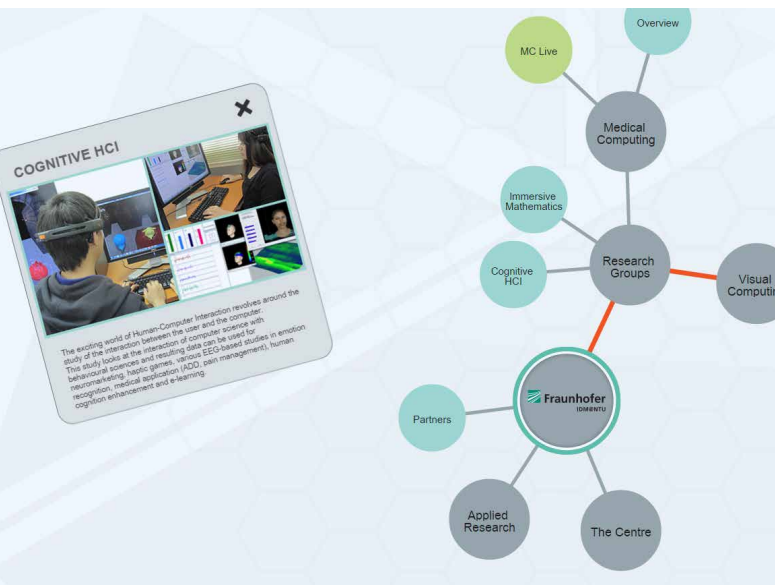 COGNITIVE HCI
The exciting world of Human-Computer Interaction revolves around the
study of the interaction between the user and the computer.
This study looks at the interaction of computer science with
behavioural sciences and resulting data can be used for
neuromarketing, haptic games, various EEG-based studies in emotion
recognition, medical application (ADD, pain management), human
cognition enhancement and e-learning.
MC Live
Overview
Medical
Computing
Immersive
Mathematics
Cognitive
HCI
Research
Groups
Visual
Computin
Fraunhofer
IDM@NTU
Partners
Applied
Research
The Centre